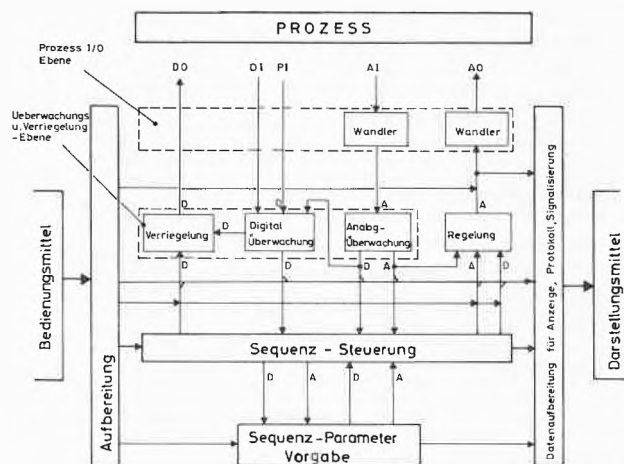 PROZESS
Prozess I/O
Ebene
DO
DI
PI
AI
AO
Ueberwachungs
u. Verriegelung
-Ebene
Wandler
Wandler
D
A
A
Verriegelung
D
Digital
Überwachung
Analog-
Überwachung
Regelung
D
D
D
A
A
D
Bedienungsmittel
Aufbereitung
Sequenz - Steuerung
D
A
D
A
Sequenz-Parameter
Vorgabe
Datenaufbereitung für Anzeige, Protokoll, Signalisierung
Darstellungsmittel